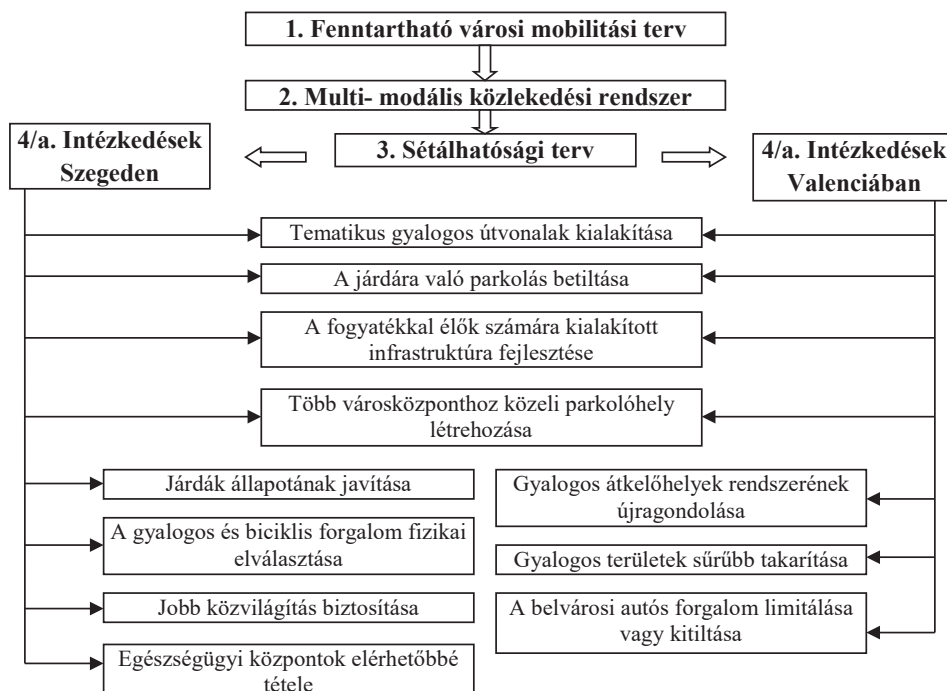 1. Fenntartható városi mobilitási terv
2. Multi- modális közlekedési rendszer
3. Sétálhatósági terv
4/a. Intézkedések
Szegeden
4/a. Intézkedések
Valenciában
Tematikus gyalogos útvonalak kialakítása
A járdára való parkolás betiltása
A fogyatékkal élők számára kialakított
infrastruktúra fejlesztése
Több városközponthoz közeli parkolóhely
létrehozása
Járdák állapotának javítása
A gyalogos és biciklis forgalom fizikai
elválasztása
Jobb közvilágítás biztosítása
Egészségügyi központok elérhetőbbé
tétele
Gyalogos átkelőhelyek rendszerének
újragondolása
Gyalogos területek sűrűbb takarítása
A belvárosi autós forgalom limitálása
vagy kitiltása